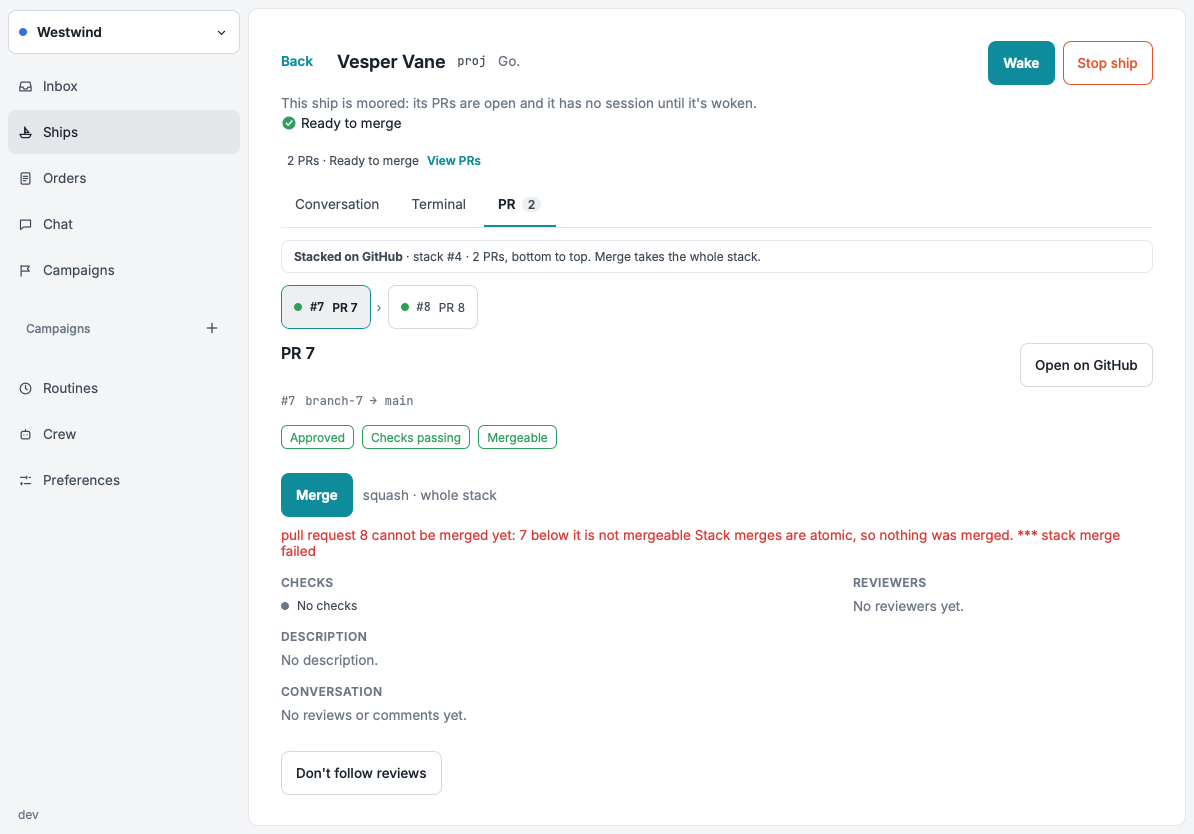 Westwind
Inbox
Ships
Orders
Chat
Campaigns
Campaigns
Routines
Crew
Preferences
dev
Back Vesper Vane proj Go.
Wake Stop ship
This ship is moored: its PRs are open and it has no session until it's woken.
Ready to merge
2 PRs · Ready to merge View PRs
Conversation Terminal PR 2
Stacked on GitHub · stack #4 · 2 PRs, bottom to top. Merge takes the whole stack.
#7 PR 7 › #8 PR 8
PR 7
Open on GitHub
#7 branch-7 → main
Approved Checks passing Mergeable
Merge squash · whole stack
pull request 8 cannot be merged yet: 7 below it is not mergeable Stack merges are atomic, so nothing was merged. *** stack merge
failed
CHECKS
No checks
REVIEWERS
No reviewers yet.
DESCRIPTION
No description.
CONVERSATION
No reviews or comments yet.
Don't follow reviews